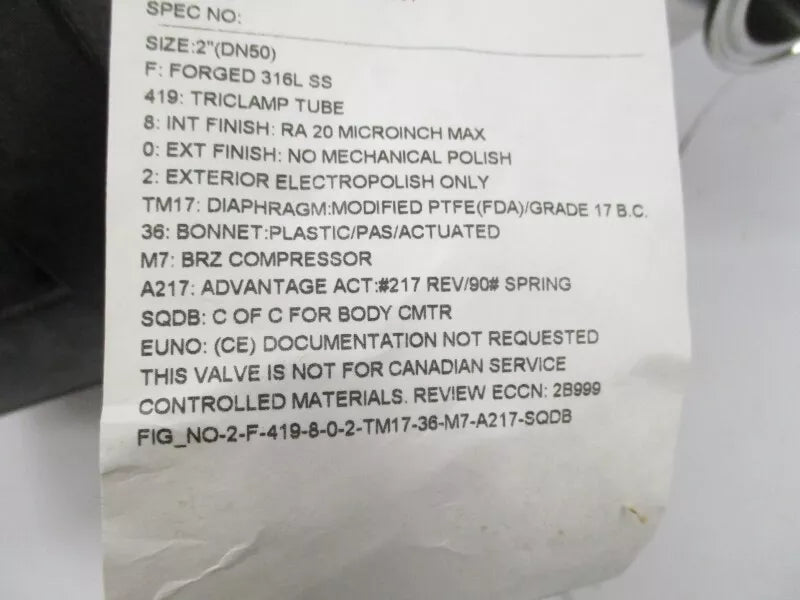 SPEC NO:
SIZE:2"(DN50)
F: FORGED 316L SS
419: TRICLAMP TUBE
8: INT FINISH: RA 20 MICROINCH MAX
0: EXT FINISH: NO MECHANICAL POLISH
2: EXTERIOR ELECTROPOLISH ONLY
TM17: DIAPHRAGM:MODIFIED PTFE(FDA)/GRADE 17 B.C.
36: BONNET:PLASTIC/PAS/ACTUATED
M7: BRZ COMPRESSOR
A217: ADVANTAGE ACT:#217 REV/90# SPRING
SQDB: C OF C FOR BODY CMTR
EUNO: (CE) DOCUMENTATION NOT REQUESTED
THIS VALVE IS NOT FOR CANADIAN SERVICE
CONTROLLED MATERIALS. REVIEW ECCN: 2B999
FIG_NO-2-F-419-8-0-2-TM17-36-M7-A217-SQDB